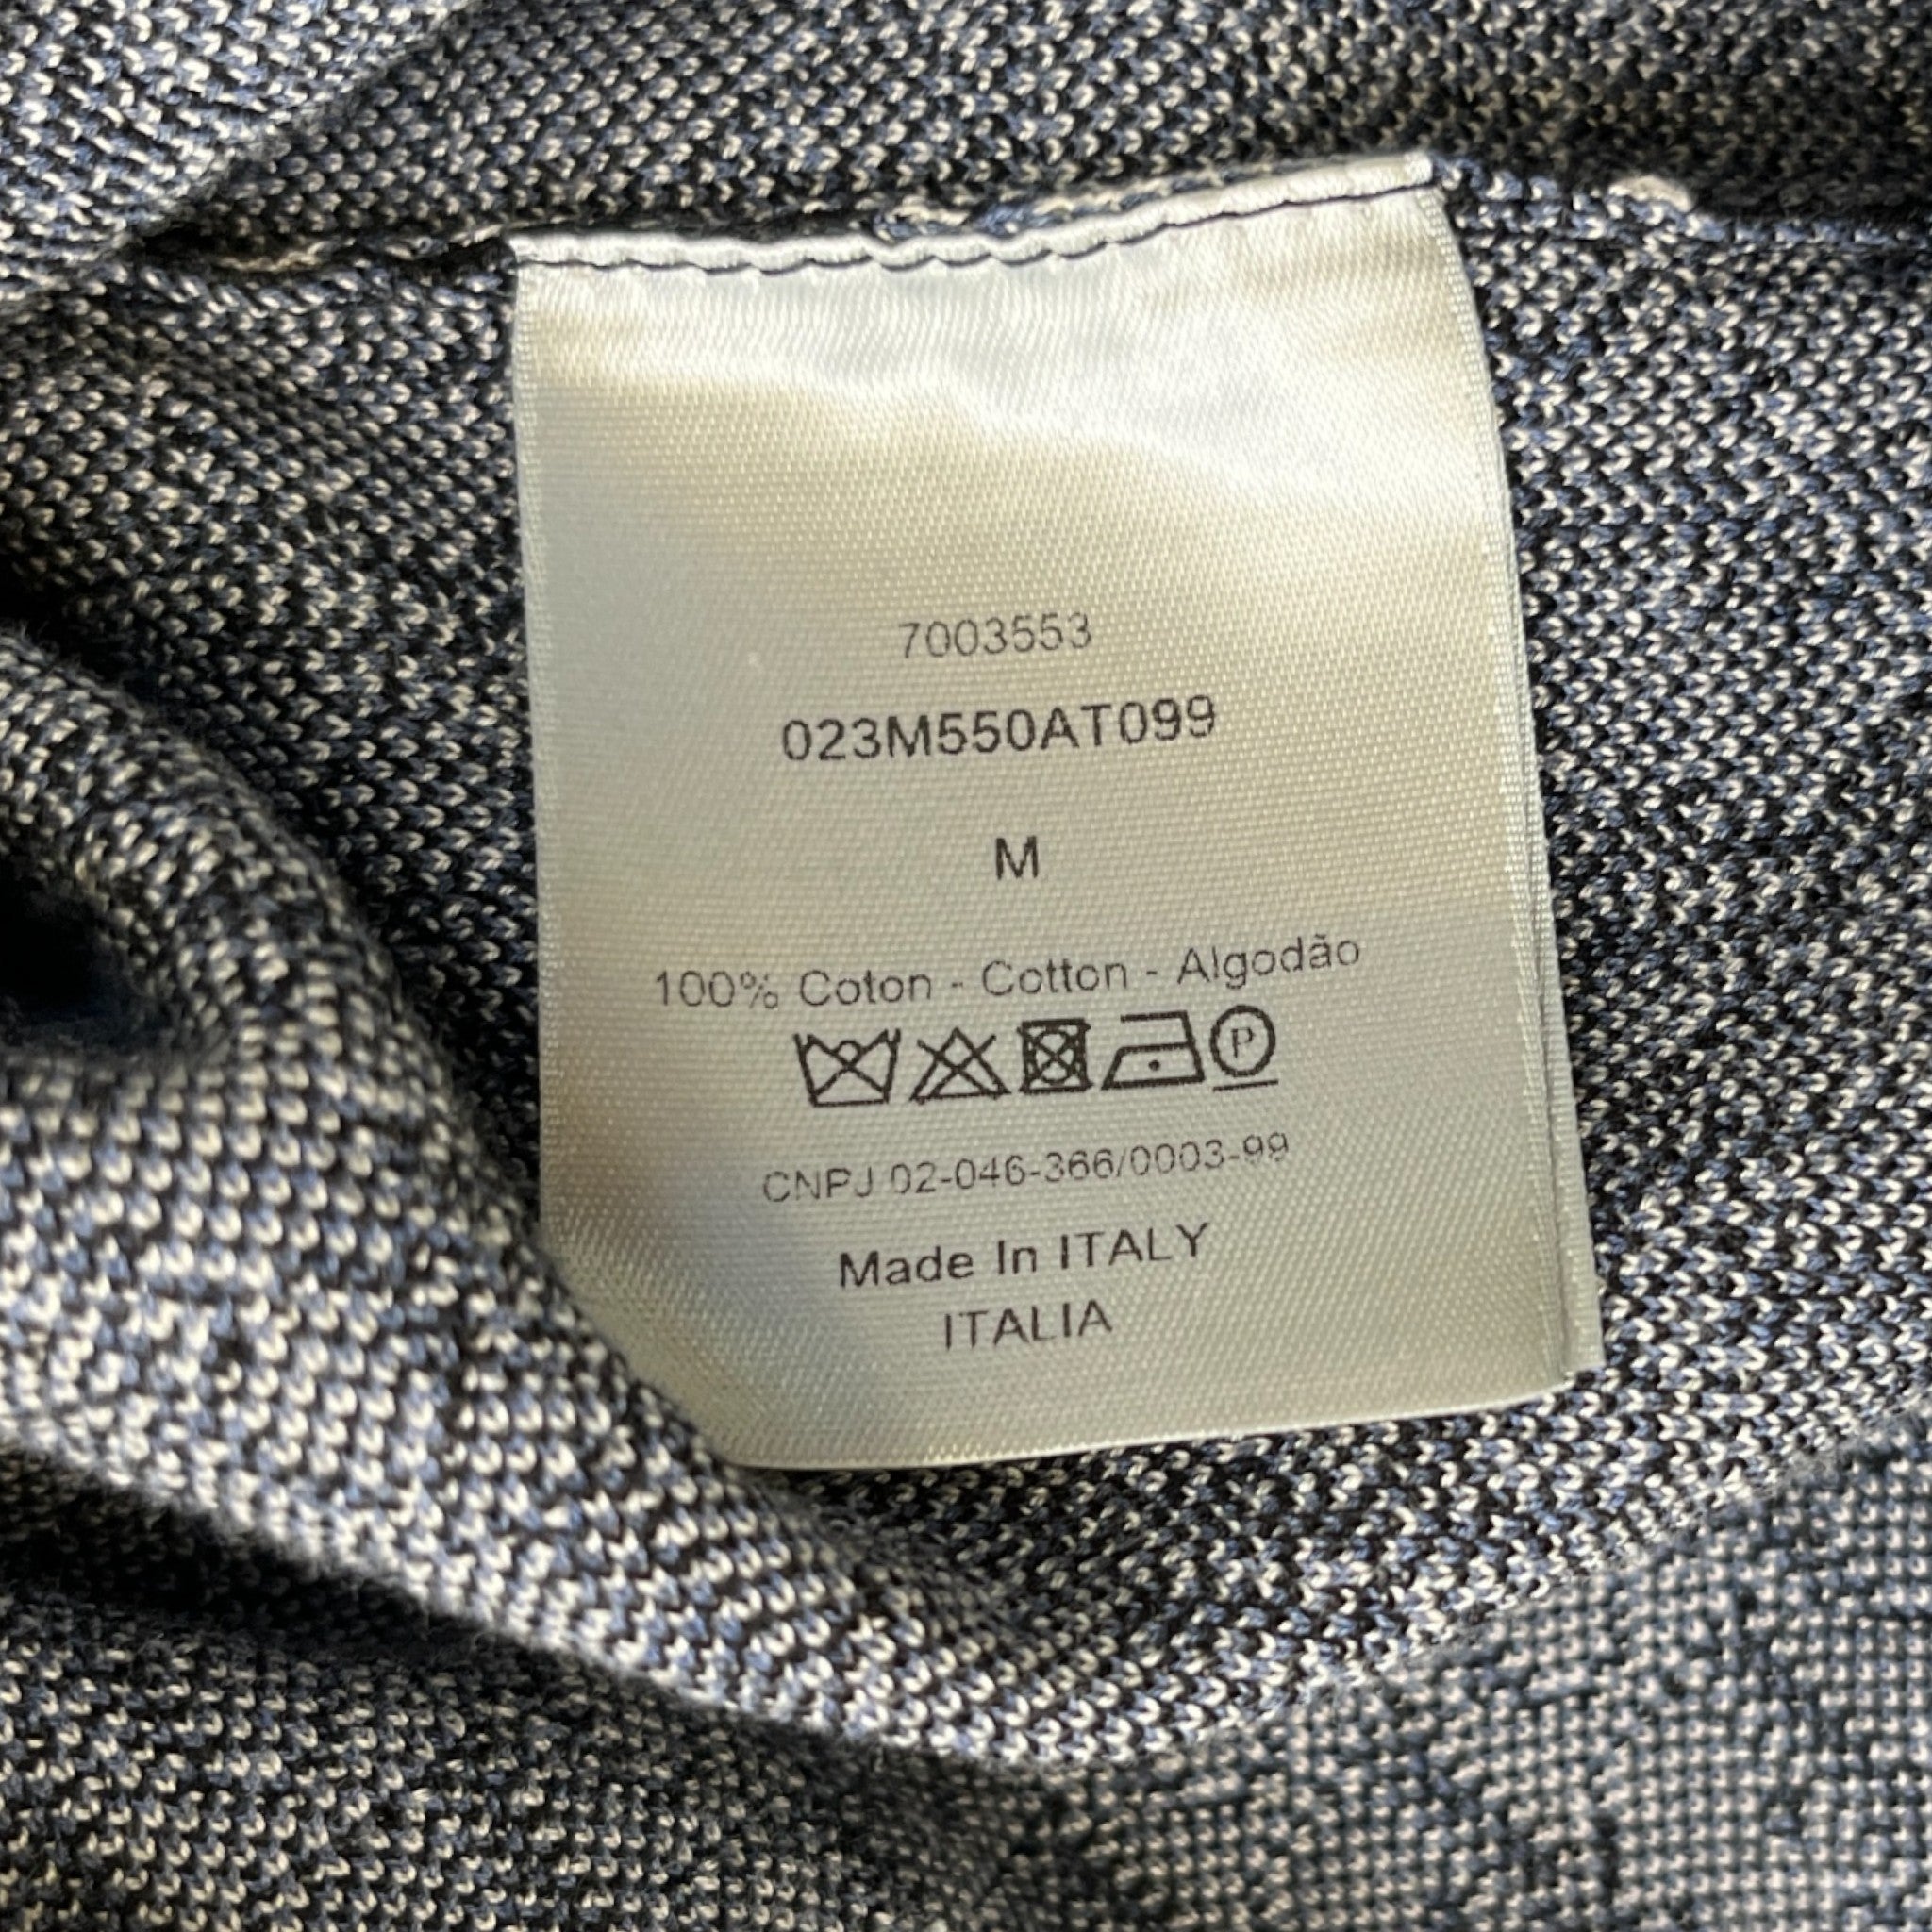 7003553
023M550AT099
M
100% Coton - Cotton - Algodão
P
CNPJ 02-046-366/0003-99
Made In ITALY
ITALIA